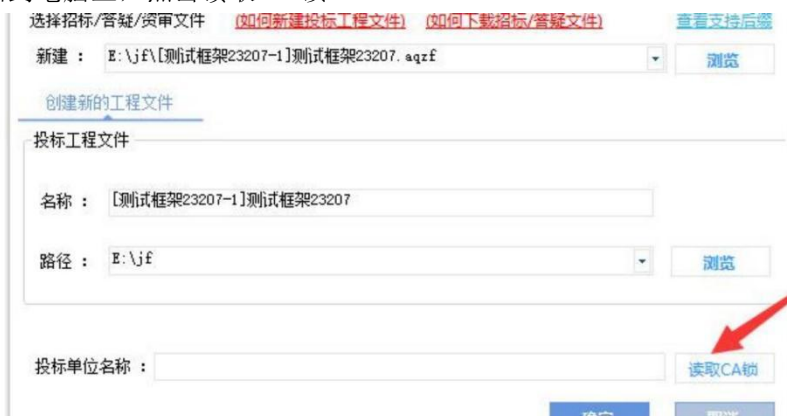 选择招标/答疑/资审文件 (如何新建投标工程文件) (如何下载招标/答疑文件) 查看支持后缀
新建 : E:\jf\[测试框架23207-1]测试框架23207.aqzf 浏览
创建新的工程文件
投标工程文件
名称 : [测试框架23207-1]测试框架23207
路径 : E:\jf 浏览
投标单位名称 : 读取CA锁